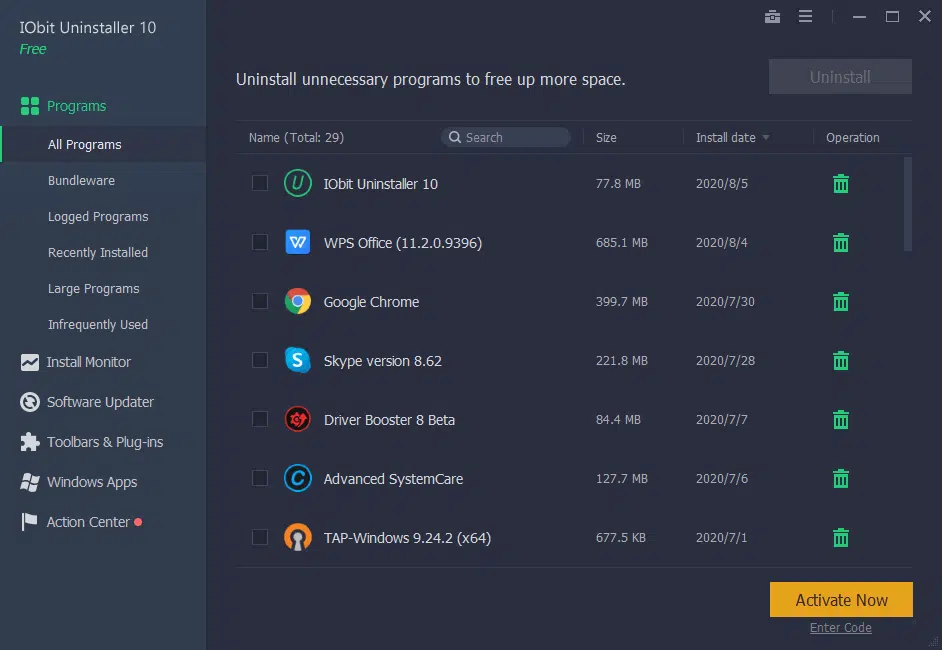 IObit Uninstaller 10
Free
Programs
All Programs
Bundleware
Logged Programs
Recently Installed
Large Programs
Infrequently Used
Install Monitor
Software Updater
Toolbars & Plug-ins
Windows Apps
Action Center
Uninstall unnecessary programs to free up more space.
Uninstall
Name (Total: 29) Search Size Install date Operation
U IObit Uninstaller 10 77.8 MB 2020/8/5
W WPS Office (11.2.0.9396) 685.1 MB 2020/8/4
Google Chrome 399.7 MB 2020/7/30
S Skype version 8.62 221.8 MB 2020/7/28
Driver Booster 8 Beta 84.4 MB 2020/7/7
C Advanced SystemCare 127.7 MB 2020/7/6
TAP-Windows 9.24.2 (x64) 677.5 KB 2020/7/1
Activate Now
Enter Code